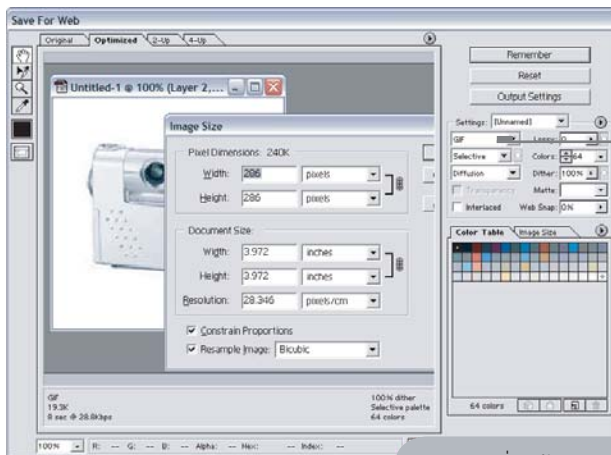 Save For Web
Original Optimized 2-Up 4-Up
Remember
Reset
Output Settings
Settings: [Unnamed]
GIF Lossy: 0
Selective Colors: 64
Diffusion Dither: 100%
Transparency Matte:
Interlaced Web Snap: 0%
Color Table Image Size
64 colors
Untitled-1 @ 100% (Layer 2,...
Image Size
Pixel Dimensions: 240K
Width: 286 pixels
Height: 286 pixels
Document Size:
Width: 3.972 inches
Height: 3.972 inches
Resolution: 28.346 pixels/cm
Constrain Proportions
Resample Image: Bicubic
GIF
19.3K
8 sec @ 28.8kbps
100% dither
Selective palette
64 colors
100% R: -- G: -- B: -- Alpha: -- Hex: -- Index: --